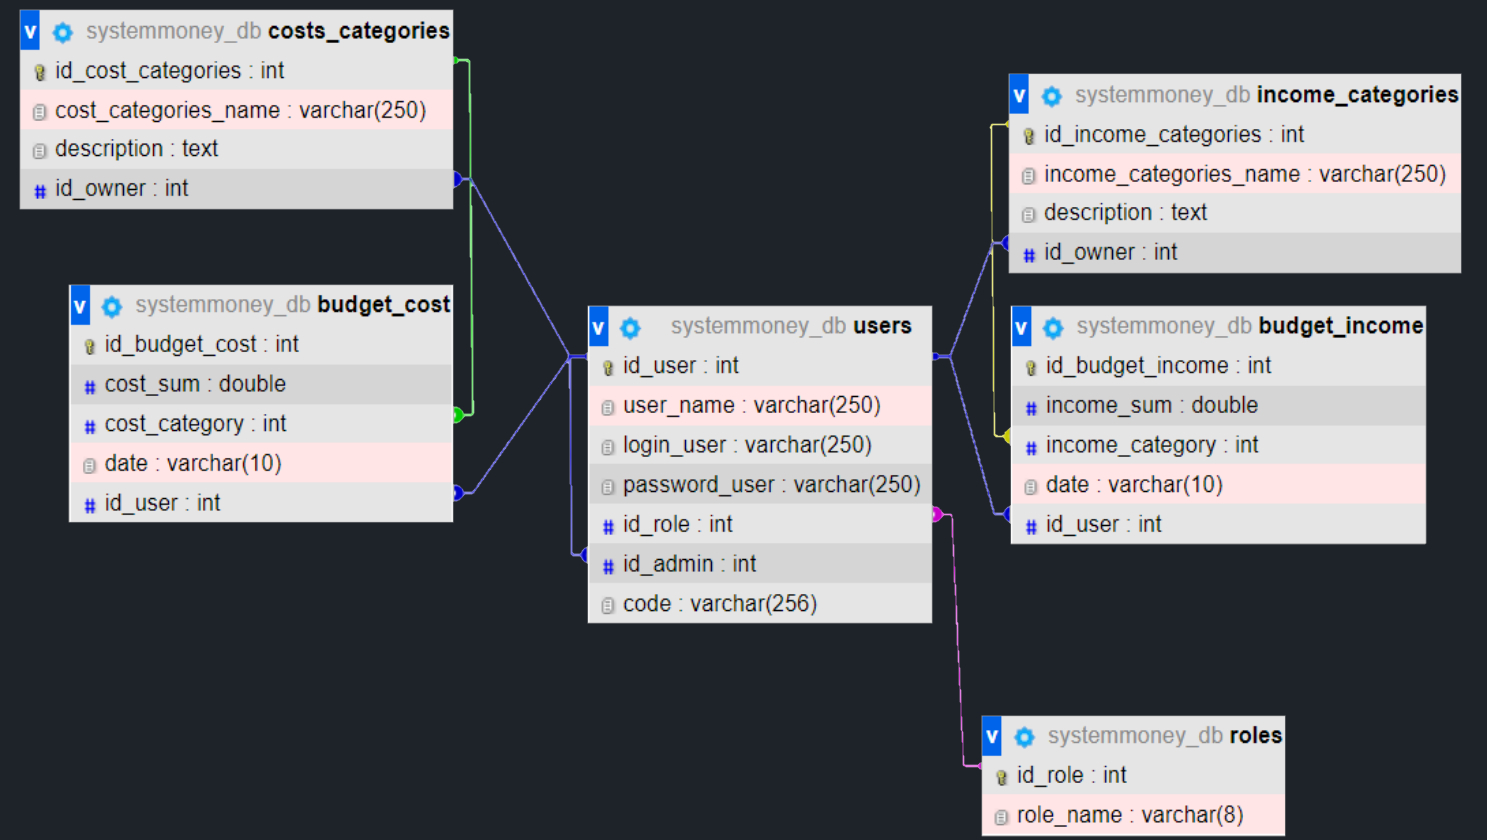 v systemmoney_db costs_categories
id_cost_categories : int
cost_categories_name : varchar(250)
description : text
# id_owner : int
v systemmoney_db budget_cost
id_budget_cost : int
# cost_sum : double
# cost_category : int
date : varchar(10)
# id_user : int
v systemmoney_db users
id_user : int
user_name : varchar(250)
login_user : varchar(250)
password_user : varchar(250)
# id_role : int
# id_admin : int
code : varchar(256)
v systemmoney_db income_categories
id_income_categories : int
income_categories_name : varchar(250)
description : text
# id_owner : int
v systemmoney_db budget_income
id_budget_income : int
# income_sum : double
# income_category : int
date : varchar(10)
# id_user : int
v systemmoney_db roles
id_role : int
role_name : varchar(8)